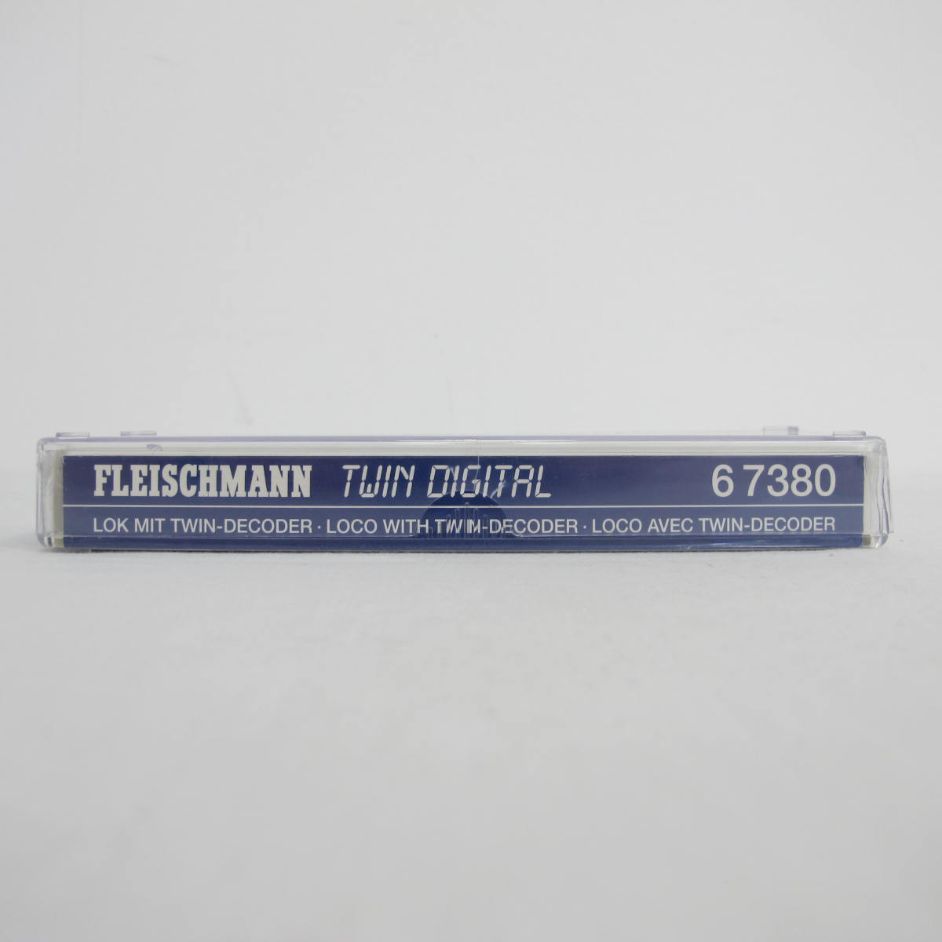 FLEISCHMANN TWIN DIGITAL 6 7380
LOK MIT TWIN-DECODER · LOCO WITH TWIN-DECODER · LOCO AVEC TWIN-DECODER